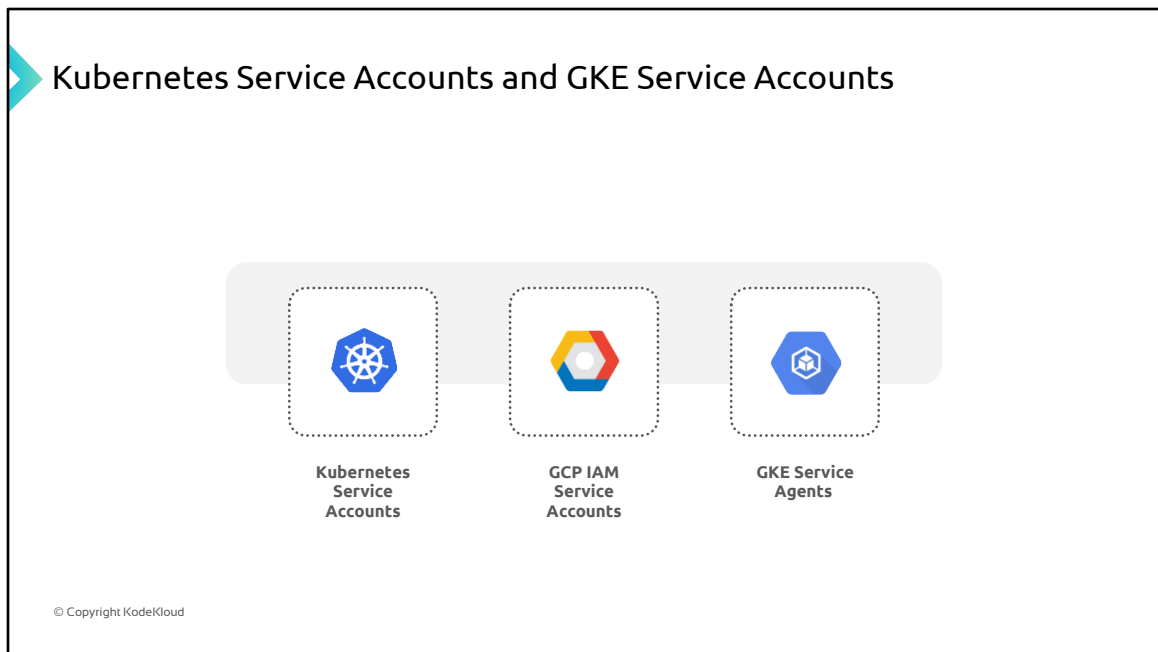 Kubernetes Service Accounts and GKE Service Accounts
Kubernetes
Service
Accounts
GCP IAM
Service
Accounts
GKE Service
Agents
© Copyright KodeKloud